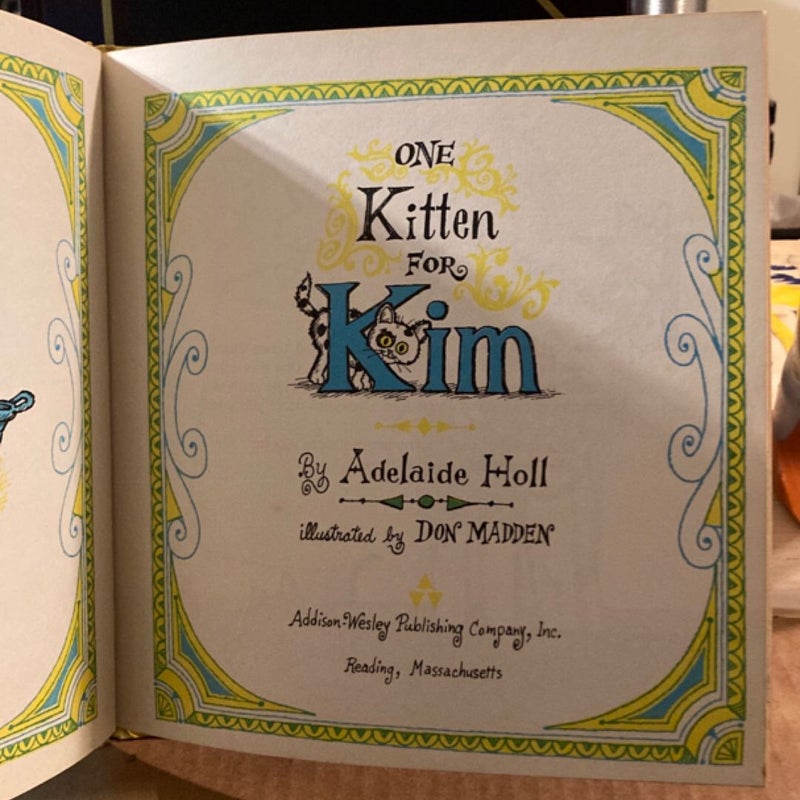 ONE
Kitten
FOR
Kim
By Adelaide Holl
illustrated by DON MADDEN
Addison-Wesley Publishing Company, Inc.
Reading, Massachusetts